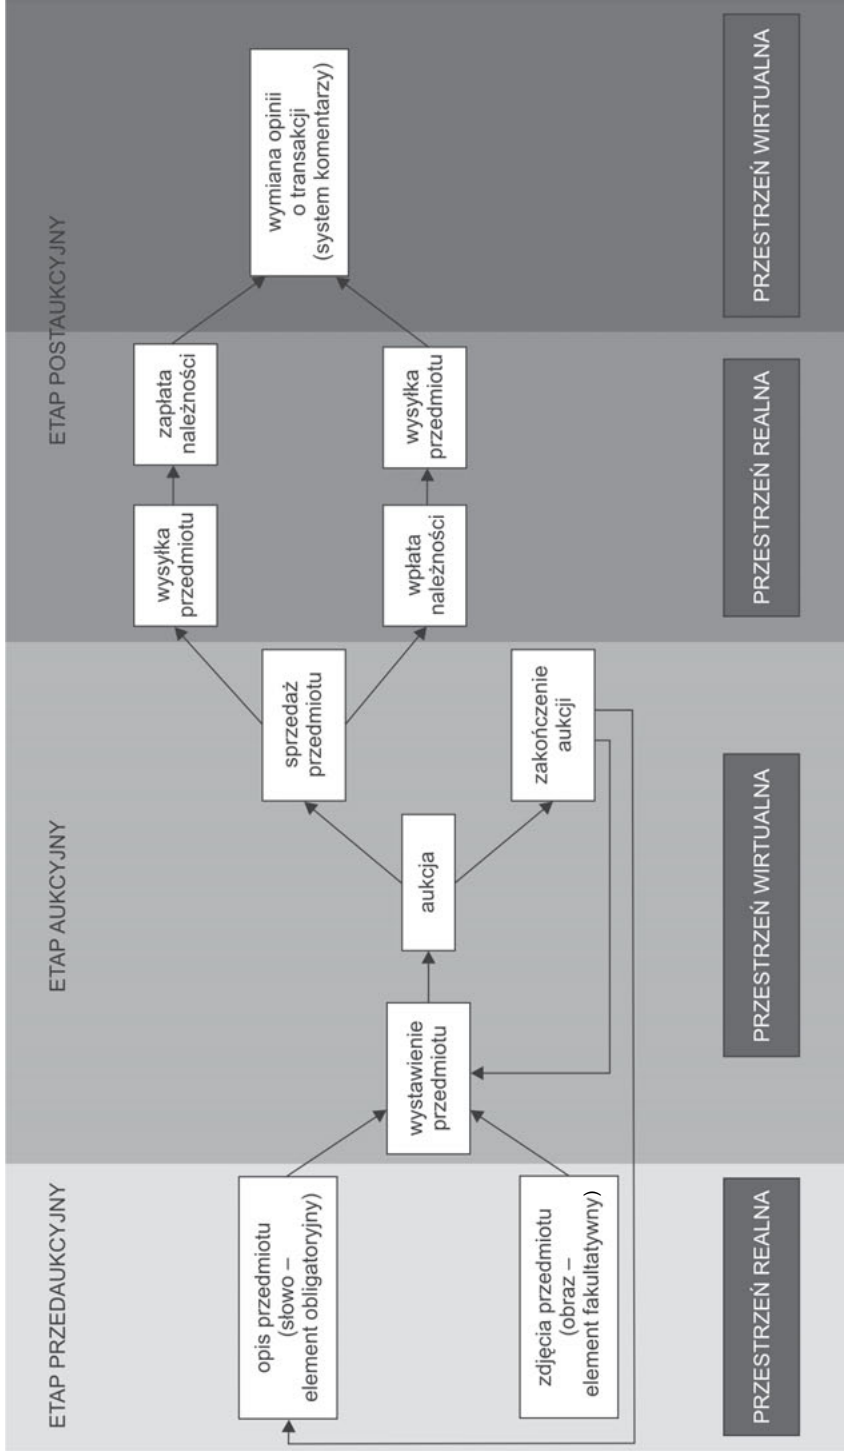 ETAP PRZEDAUKCYJNY
ETAP AUKCYJNY
ETAP POSTAUKCYJNY
opis przedmiotu
(słowo –
element obligatoryjny)
zdjęcia przedmiotu
(obraz –
element fakultatywny)
wystawienie
przedmiotu
aukcja
sprzedaż
przedmiotu
zakończenie
aukcji
wysyłka
przedmiotu
zapłata
należności
wpłata
należności
wysyłka
przedmiotu
wymiana opinii
o transakcji
(system komentarzy)
PRZESTRZEŃ REALNA
PRZESTRZEŃ WIRTUALNA
PRZESTRZEŃ REALNA
PRZESTRZEŃ WIRTUALNA